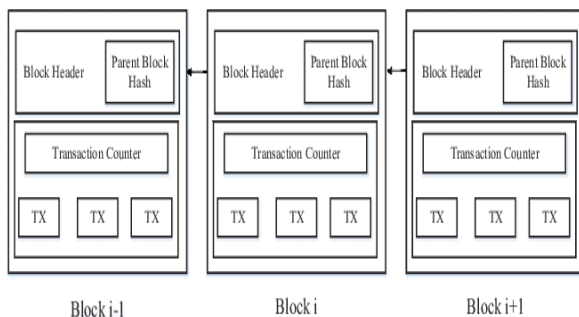 Block Header
Parent Block
Hash
Transaction Counter
TX TX TX
Block i-1
Block Header
Parent Block
Hash
Transaction Counter
TX TX TX
Block i
Block Header
Parent Block
Hash
Transaction Counter
TX TX TX
Block i+1